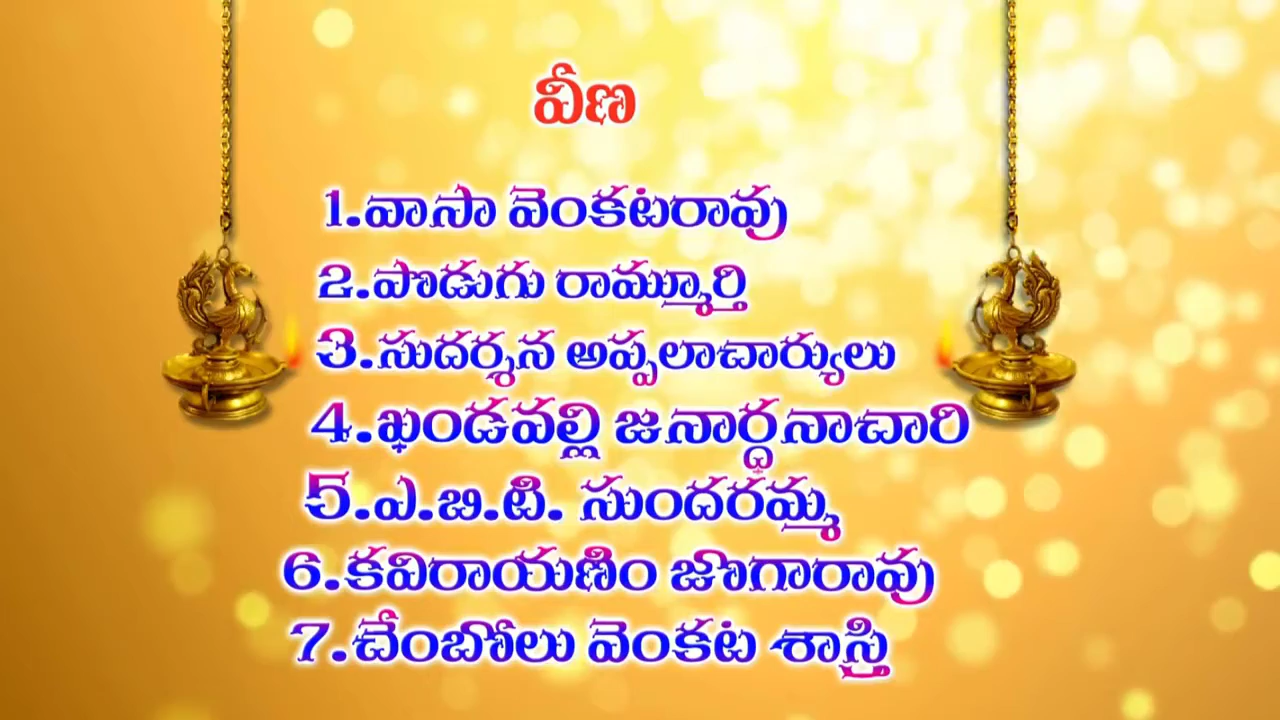 వీణ
1.వాసా వెంకటరావు
2.పొడుగు రామ్మూర్తి
3.సుదర్శన అప్పలాచార్యులు
4.ఖండవల్లి జనార్ధనాచారి
5.ఎ.బి.టి. సుందరమ్మ
6.కవిరాయణిం జొగారావు
7.చేంబోలు వెంకట శాస్త్రి